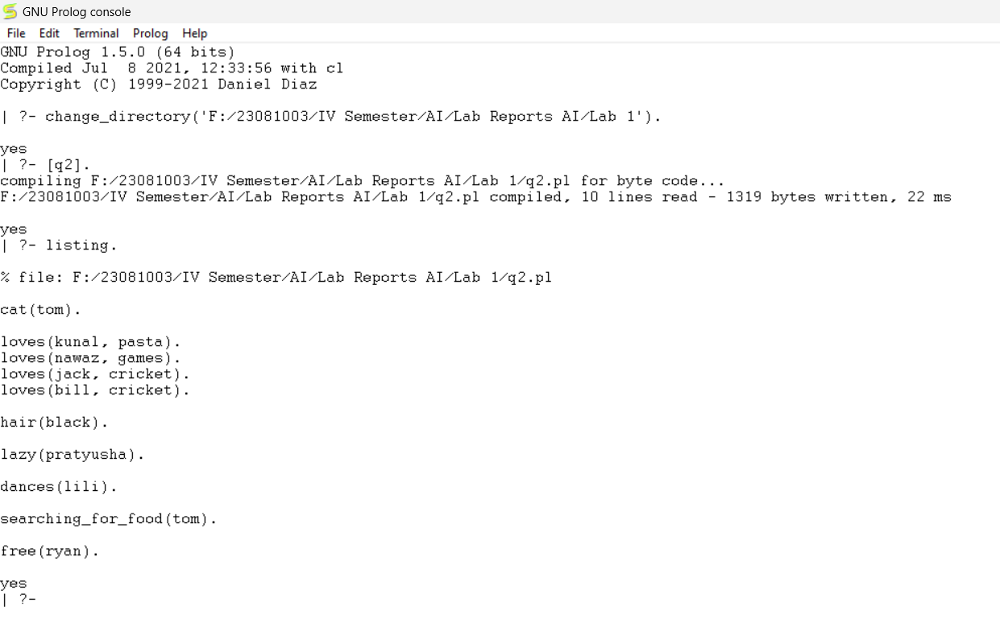 GNU Prolog console
File Edit Terminal Prolog Help
GNU Prolog 1.5.0 (64 bits)
Compiled Jul  8 2021, 12:33:56 with cl
Copyright (C) 1999-2021 Daniel Diaz
| ?- change_directory('F:/23081003/IV Semester/AI/Lab Reports AI/Lab 1').
yes
| ?- [q2].
compiling F:/23081003/IV Semester/AI/Lab Reports AI/Lab 1/q2.pl for byte code...
F:/23081003/IV Semester/AI/Lab Reports AI/Lab 1/q2.pl compiled, 10 lines read - 1319 bytes written, 22 ms
yes
| ?- listing.
% file: F:/23081003/IV Semester/AI/Lab Reports AI/Lab 1/q2.pl
cat(tom).
loves(kunal, pasta).
loves(nawaz, games).
loves(jack, cricket).
loves(bill, cricket).
hair(black).
lazy(pratyusha).
dances(lili).
searching_for_food(tom).
free(ryan).
yes
| ?-